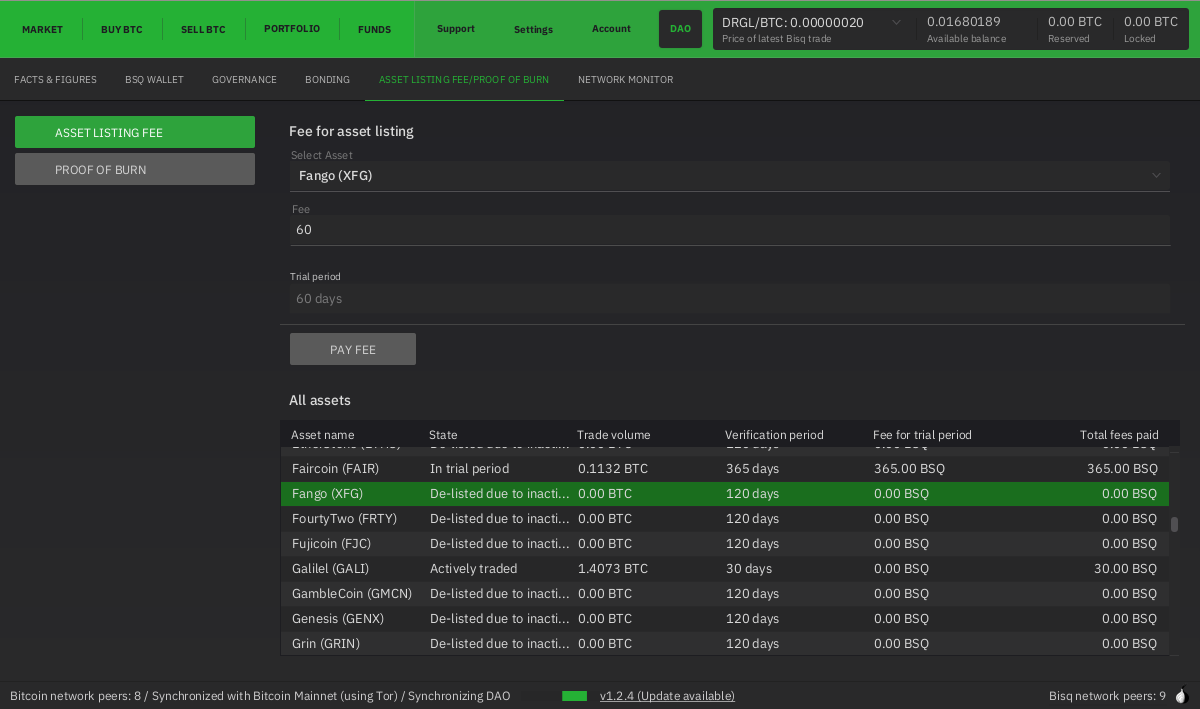 MARKET BUY BTC SELL BTC PORTFOLIO FUNDS Support Settings Account DAO
DRGL/BTC: 0.00000020 0.01680189 0.00 BTC 0.00 BTC
Price of latest Bisq trade Available balance Reserved Locked
FACTS & FIGURES BSQ WALLET GOVERNANCE BONDING ASSET LISTING FEE/PROOF OF BURN NETWORK MONITOR
ASSET LISTING FEE
PROOF OF BURN
Fee for asset listing
Select Asset
Fango (XFG)
Fee
60
Trial period
60 days
PAY FEE
All assets
Asset name State Trade volume Verification period Fee for trial period Total fees paid
Faircoin (FAIR) In trial period 0.1132 BTC 365 days 365.00 BSQ 365.00 BSQ
Fango (XFG) De-listed due to inacti... 0.00 BTC 120 days 0.00 BSQ 0.00 BSQ
FourtyTwo (FRTY) De-listed due to inacti... 0.00 BTC 120 days 0.00 BSQ 0.00 BSQ
Fujicoin (FJC) De-listed due to inacti... 0.00 BTC 120 days 0.00 BSQ 0.00 BSQ
Galilel (GALI) Actively traded 1.4073 BTC 30 days 0.00 BSQ 30.00 BSQ
GambleCoin (GMCN) De-listed due to inacti... 0.00 BTC 120 days 0.00 BSQ 0.00 BSQ
Genesis (GENX) De-listed due to inacti... 0.00 BTC 120 days 0.00 BSQ 0.00 BSQ
Grin (GRIN) De-listed due to inacti... 0.00 BTC 120 days 0.00 BSQ 0.00 BSQ
Bitcoin network peers: 8 / Synchronized with Bitcoin Mainnet (using Tor) / Synchronizing DAO v1.2.4 (Update available) Bisq network peers: 9